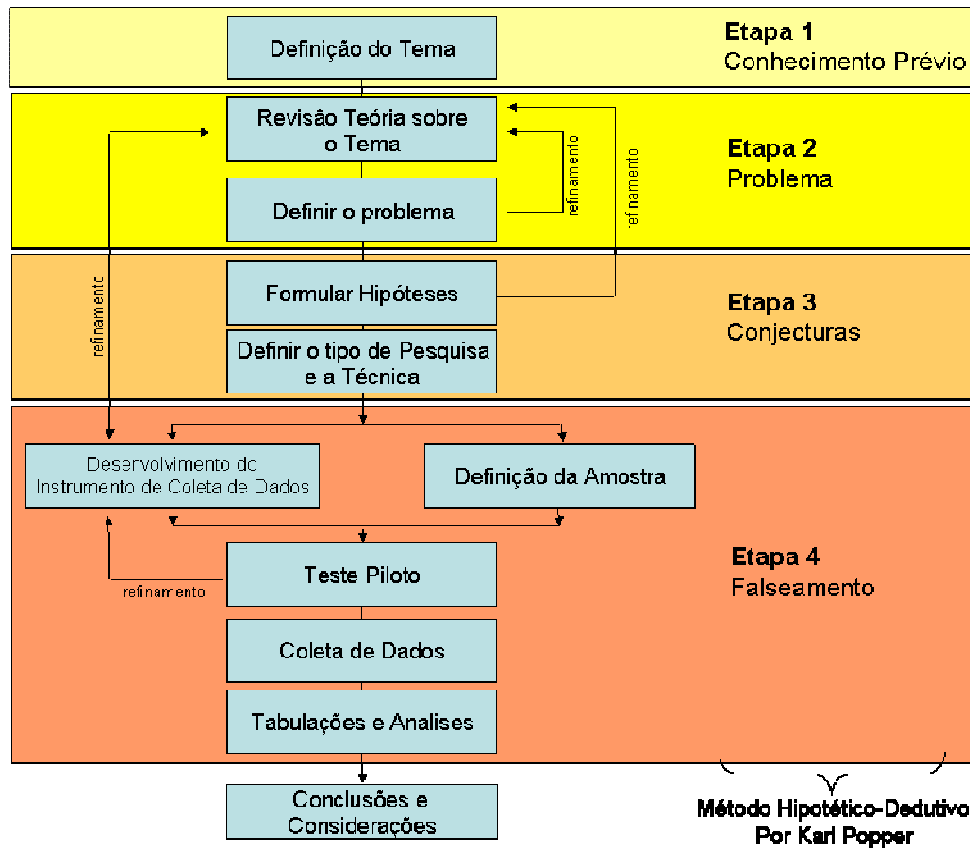 Definição do Tema
Etapa 1
Conhecimento Prévio
Revisão Teória sobre
o Tema
refinamento
refinamento
Etapa 2
Problema
Definir o problema
Formular Hipóteses
refinamento
Etapa 3
Conjecturas
Definir o tipo de Pesquisa
e a Técnica
Desenvolvimento do
Instrumento de Coleta de Dados
Definição da Amostra
Teste Piloto
refinamento
Etapa 4
Falseamento
Coleta de Dados
Tabulações e Analises
Conclusões e
Considerações
Método Hipotético-Dedutivo
Por Karl Popper